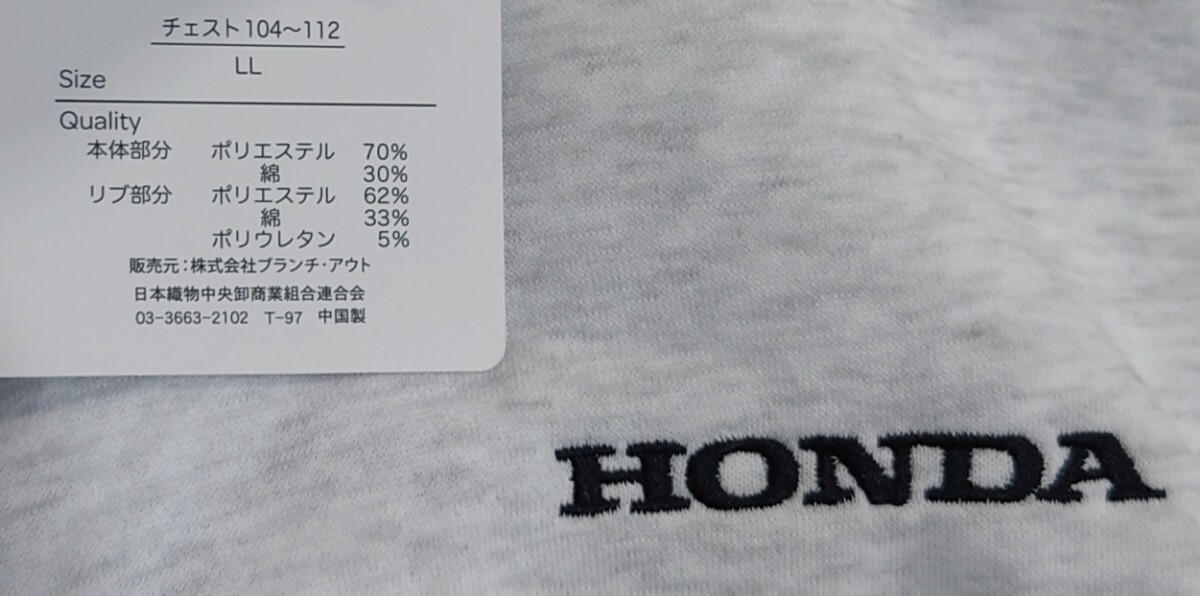 チェスト104〜112
LL
Size
Quality
本体部分 ポリエステル 70%
綿 30%
リブ部分 ポリエステル 62%
綿 33%
ポリウレタン 5%
販売元：株式会社ブランチ・アウト
日本織物中央卸商業組合連合会
03-3663-2102 T-97 中国製
HONDA